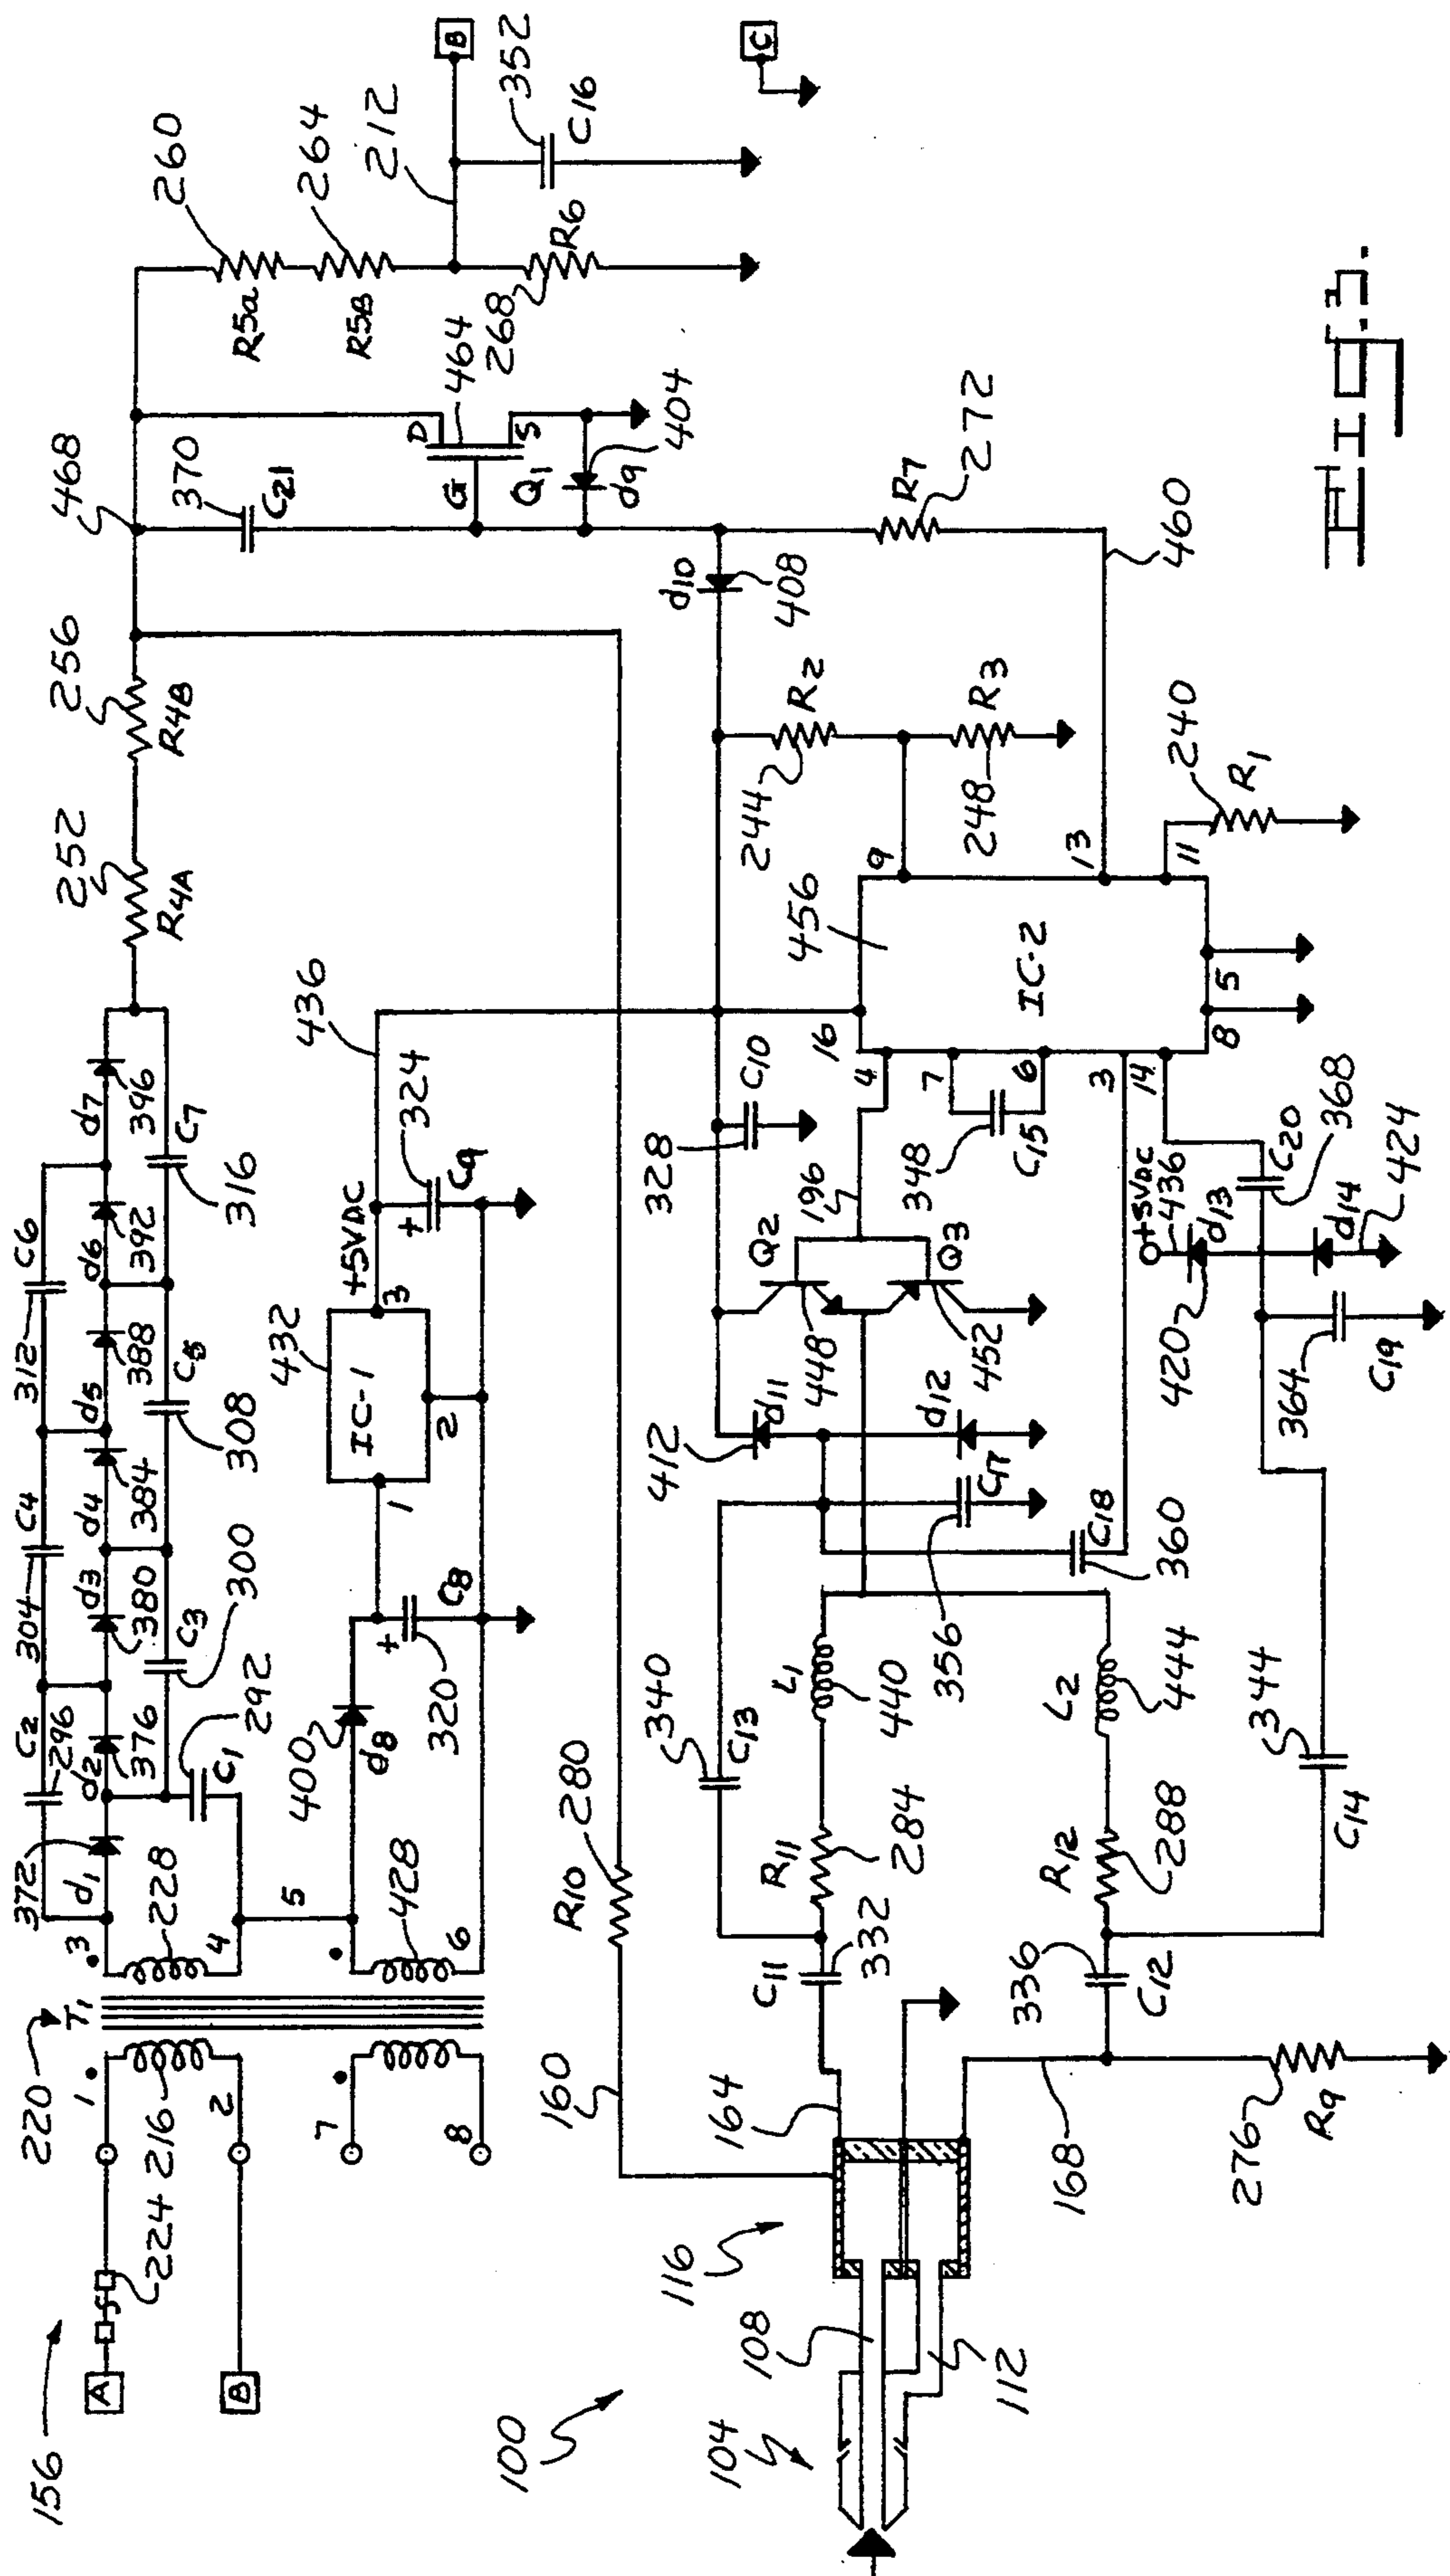 156
A
B
224
216
220
T1
1
2
7
8
3
4
5
6
228
428
372
d1
C2
296
d2
376
C1
292
304
C4
d3
380
C3
300
d4
384
312
C6
d5
388
C5
308
d6
392
d7
396
C7
316
252
R4A
256
R4B
468
400
d8
320
C8
+
IC-1
432
1
2
3
+5VDC
+
324
C9
436
370
C21
G
D
S
Q1
464
d9
404
260
R5a
264
R5B
212
268
R6
B
352
C16
C
R10
280
160
100
104
108
112
116
164
168
276
R9
C11
332
336
C12
R11
284
R12
288
C13
340
L1
440
L2
444
C14
344
356
C17
C18
360
412
d11
d12
448
Q2
452
Q3
196
328
C10
348
C15
16
4
7
6
3
14
8
5
9
13
11
IC-2
456
d10
408
244
R2
248
R3
R7
272
460
240
R1
+5VDC
436
420
d13
d14
424
C20
368
364
C19
FIG. 3.